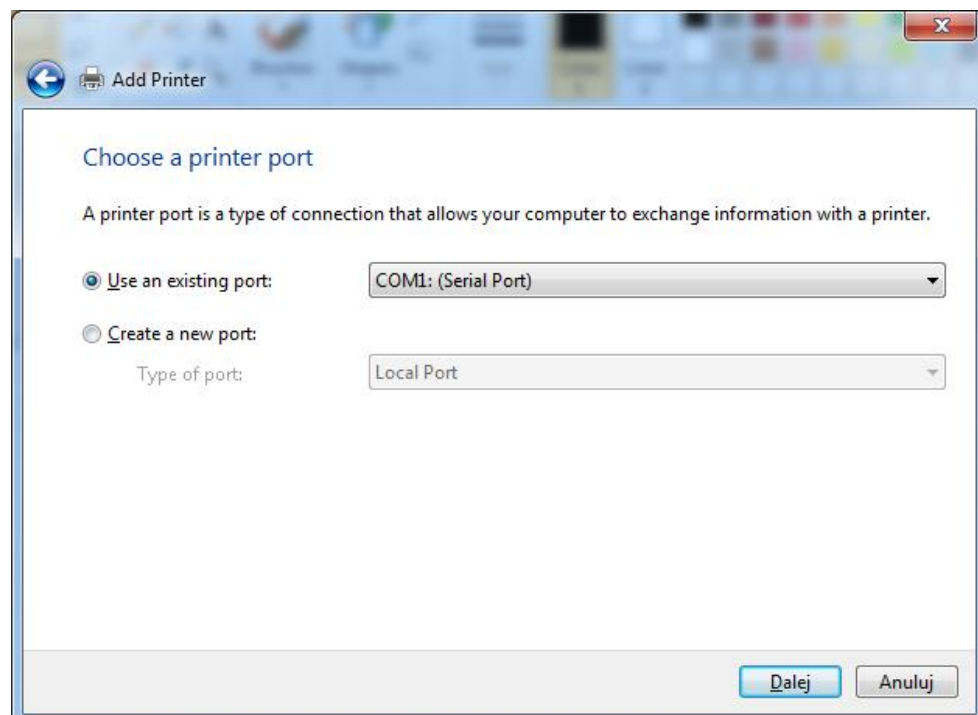 Add Printer
Choose a printer port
A printer port is a type of connection that allows your computer to exchange information with a printer.
Use an existing port: COM1: (Serial Port)
Create a new port:
Type of port: Local Port
Dalej Anuluj